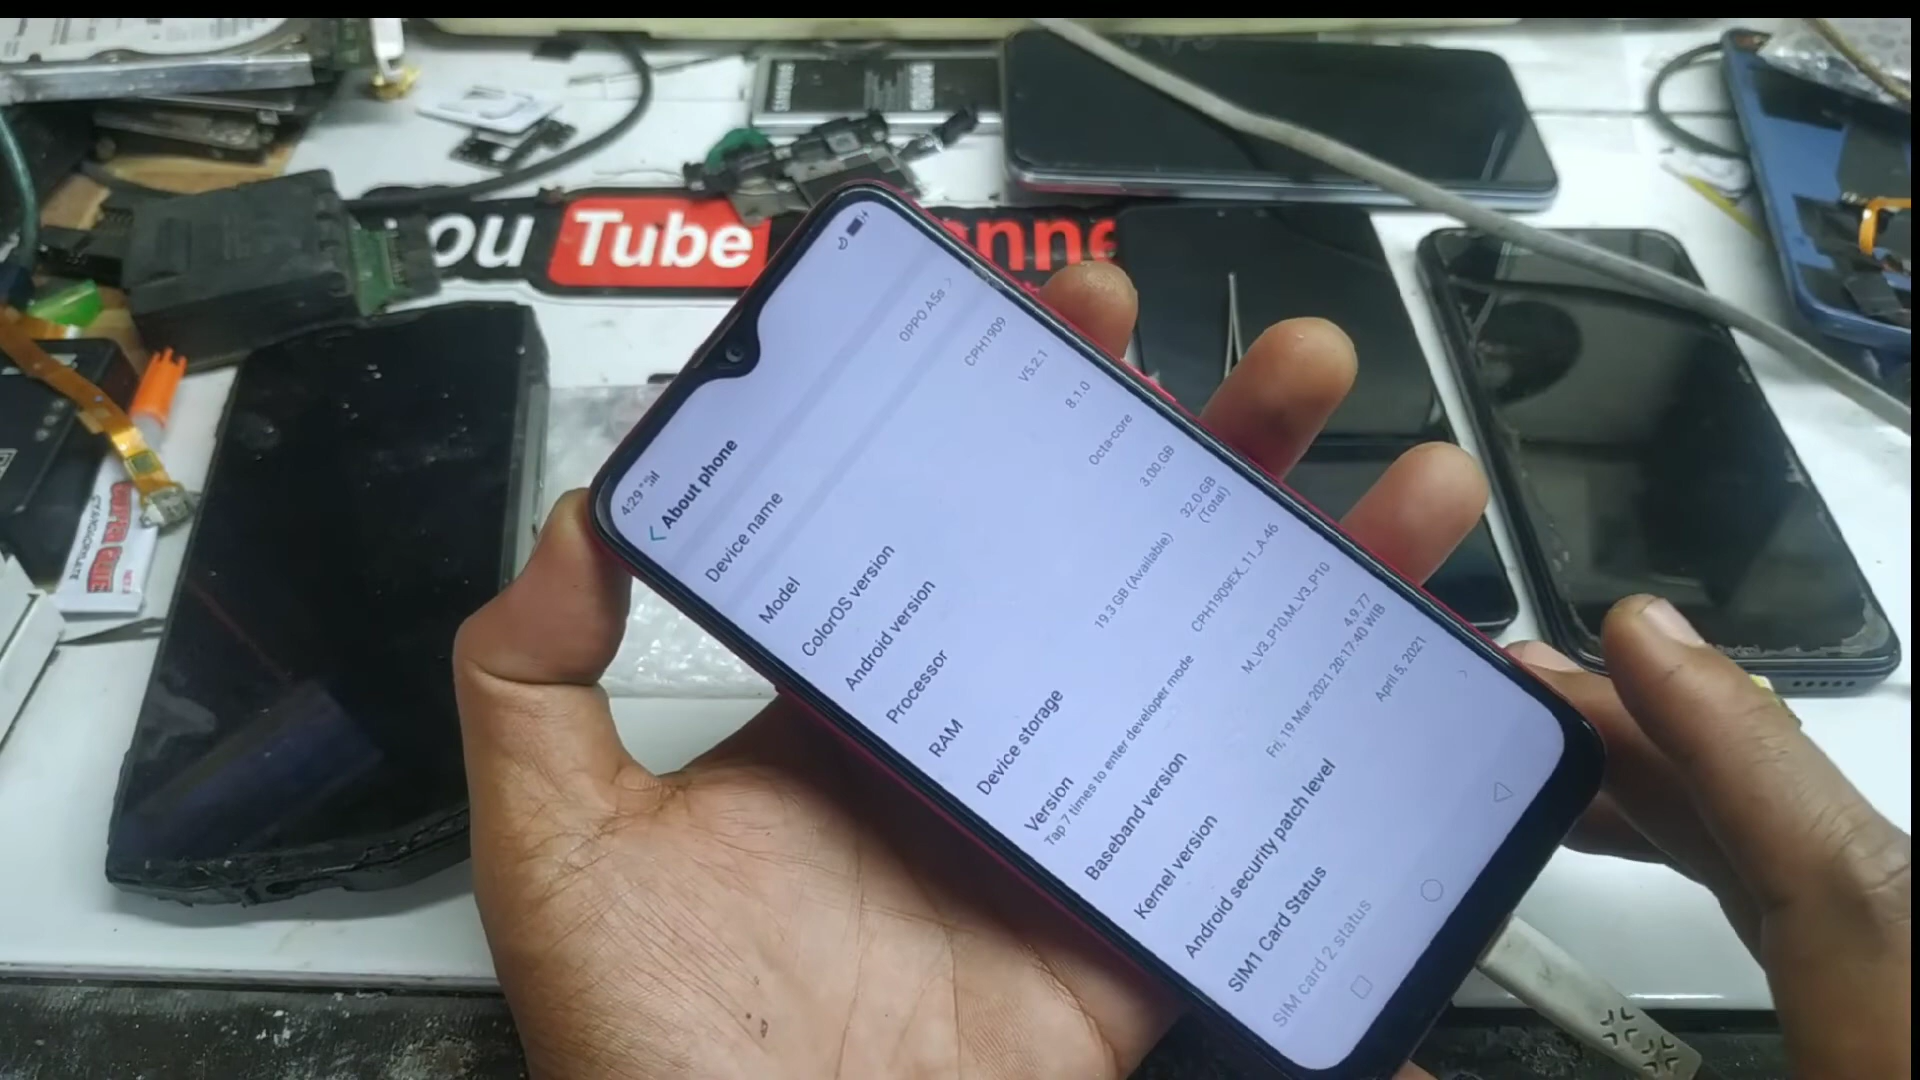 SAMSUNG
ou Tube
nne
4:29
About phone
Device name
OPPO A5s
Model
CPH1909
ColorOS version
V5.2.1
Android version
8.1.0
Processor
Octa-core
RAM
3.00 GB
Device storage
19.3 GB (Available)
32.0 GB
(Total)
Version
Tap 7 times to enter developer mode
CPH1909EX_11_A.46
Baseband version
M_V3_P10,M_V3_P10
Kernel version
4.9.77
Fri, 19 Mar 2021 20:17:40 WIB
Android security patch level
April 5, 2021
SIM1 Card Status
SIM card 2 status
Redmi